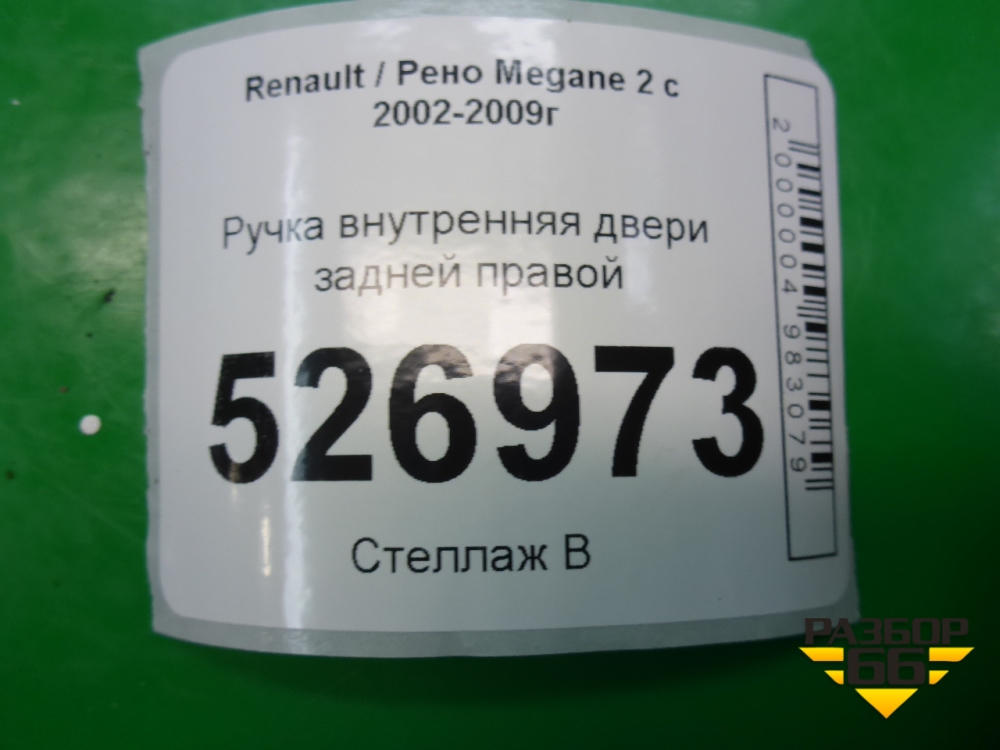 Renault / Рено Megane 2 с
2002-2009г
Ручка внутренняя двери
задней правой
526973
Стеллаж В
2000004983079
РАЗБОР
66